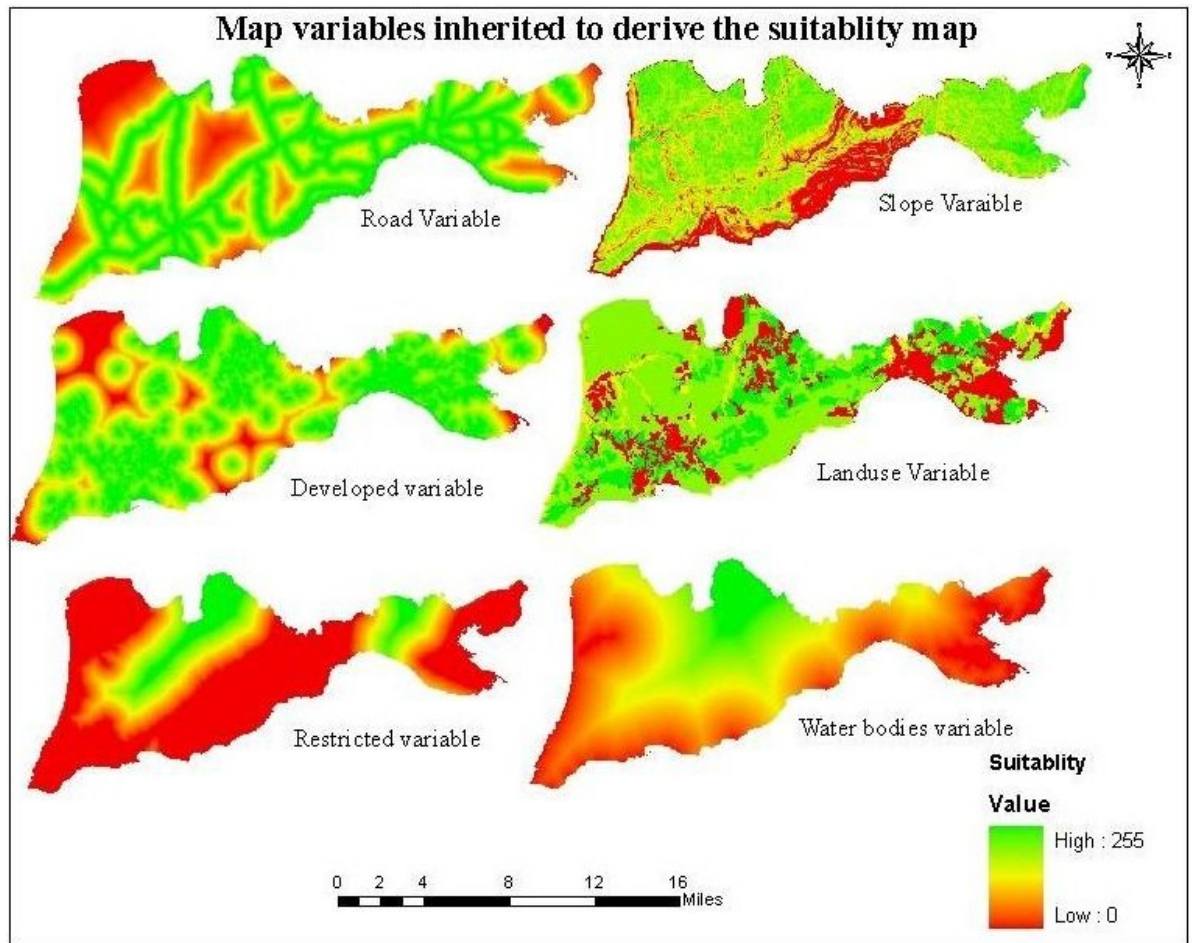 Map variables inherited to derive the suitablity map
Road Variable
Slope Varaible
Developed variable
Landuse Variable
Restricted variable
Water bodies variable
Suitablity
Value
High : 255
Low : 0
0 2 4 8 12 16
Miles